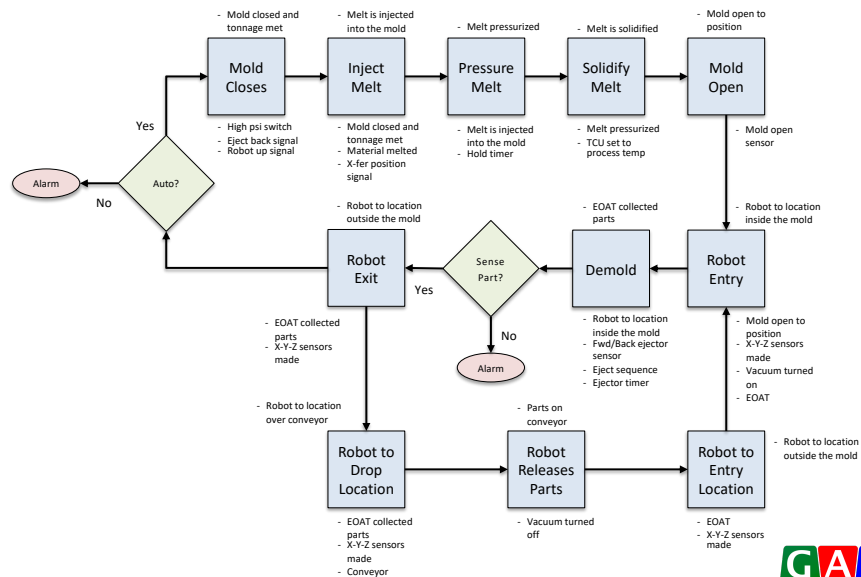 - Mold closed and
tonnage met
- Melt is injected
into the mold
- Melt pressurized
- Melt is solidified
- Mold open to
position
Mold
Closes
Inject
Melt
Pressure
Melt
Solidify
Melt
Mold
Open
Yes
- High psi switch
- Eject back signal
- Robot up signal
- Mold closed and
tonnage met
- Material melted
- X-fer position
signal
- Melt is injected
into the mold
- Hold timer
- Melt pressurized
- TCU set to
process temp
- Mold open
sensor
Alarm
Auto?
No
- Robot to location
outside the mold
- EOAT collected
parts
- Robot to location
inside the mold
Robot
Exit
Yes
Sense
Part?
Demold
Robot
Entry
- EOAT collected
parts
- X-Y-Z sensors
made
No
Alarm
- Robot to location
inside the mold
- Fwd/Back ejector
sensor
- Eject sequence
- Ejector timer
- Mold open to
position
- X-Y-Z sensors
made
- Vacuum turned
on
- EOAT
- Robot to location
over conveyor
- Parts on
conveyor
- Robot to location
outside the mold
Robot to
Drop
Location
Robot
Releases
Parts
Robot to
Entry
Location
- EOAT collected
parts
- X-Y-Z sensors
made
- Conveyor
- Vacuum turned
off
- EOAT
- X-Y-Z sensors
made
GA